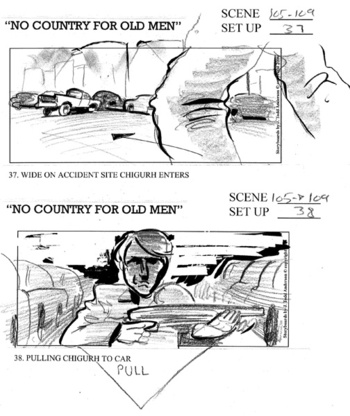 SCENE 105-109
"NO COUNTRY FOR OLD MEN"
SET UP 37
37. WIDE ON ACCIDENT SITE CHIGURH ENTERS
SCENE 105-109
"NO COUNTRY FOR OLD MEN"
SET UP 38
38. PULLING CHIGURH TO CAR
PULL